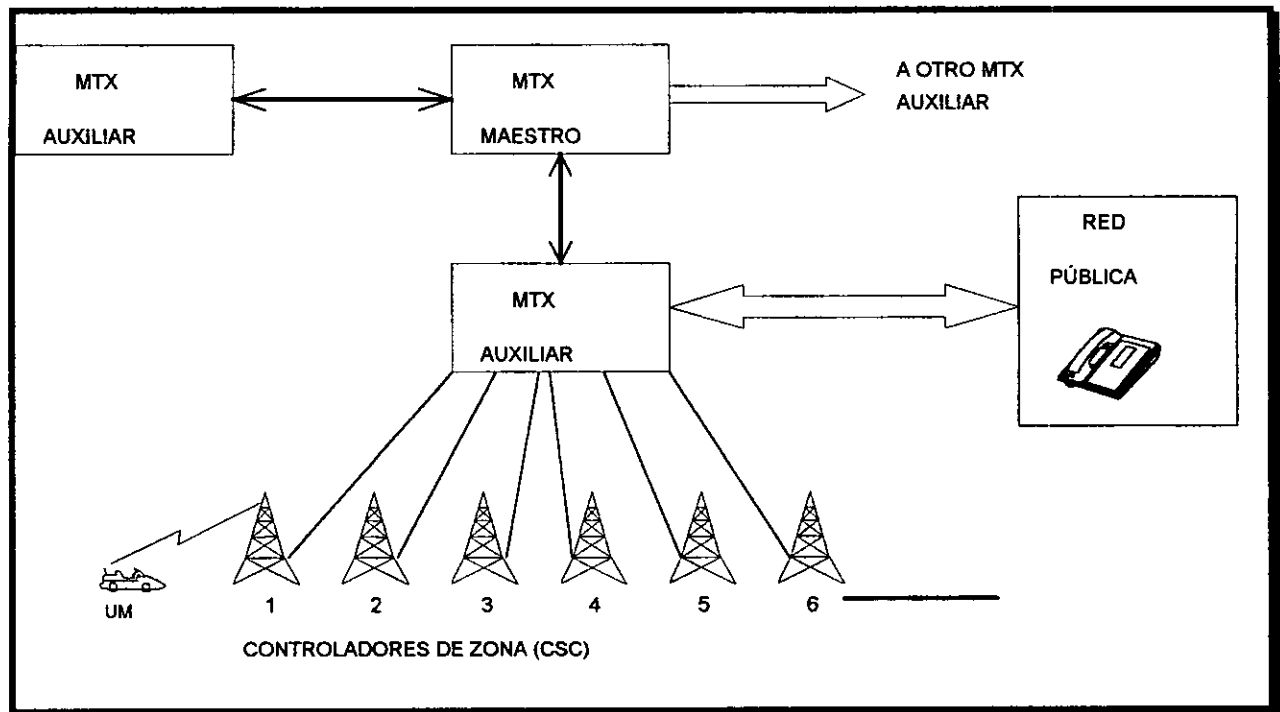 MTX
AUXILIAR
MTX
MAESTRO
A OTRO MTX
AUXILIAR
RED
PÚBLICA
MTX
AUXILIAR
UM
1 2 3 4 5 6
CONTROLADORES DE ZONA (CSC)